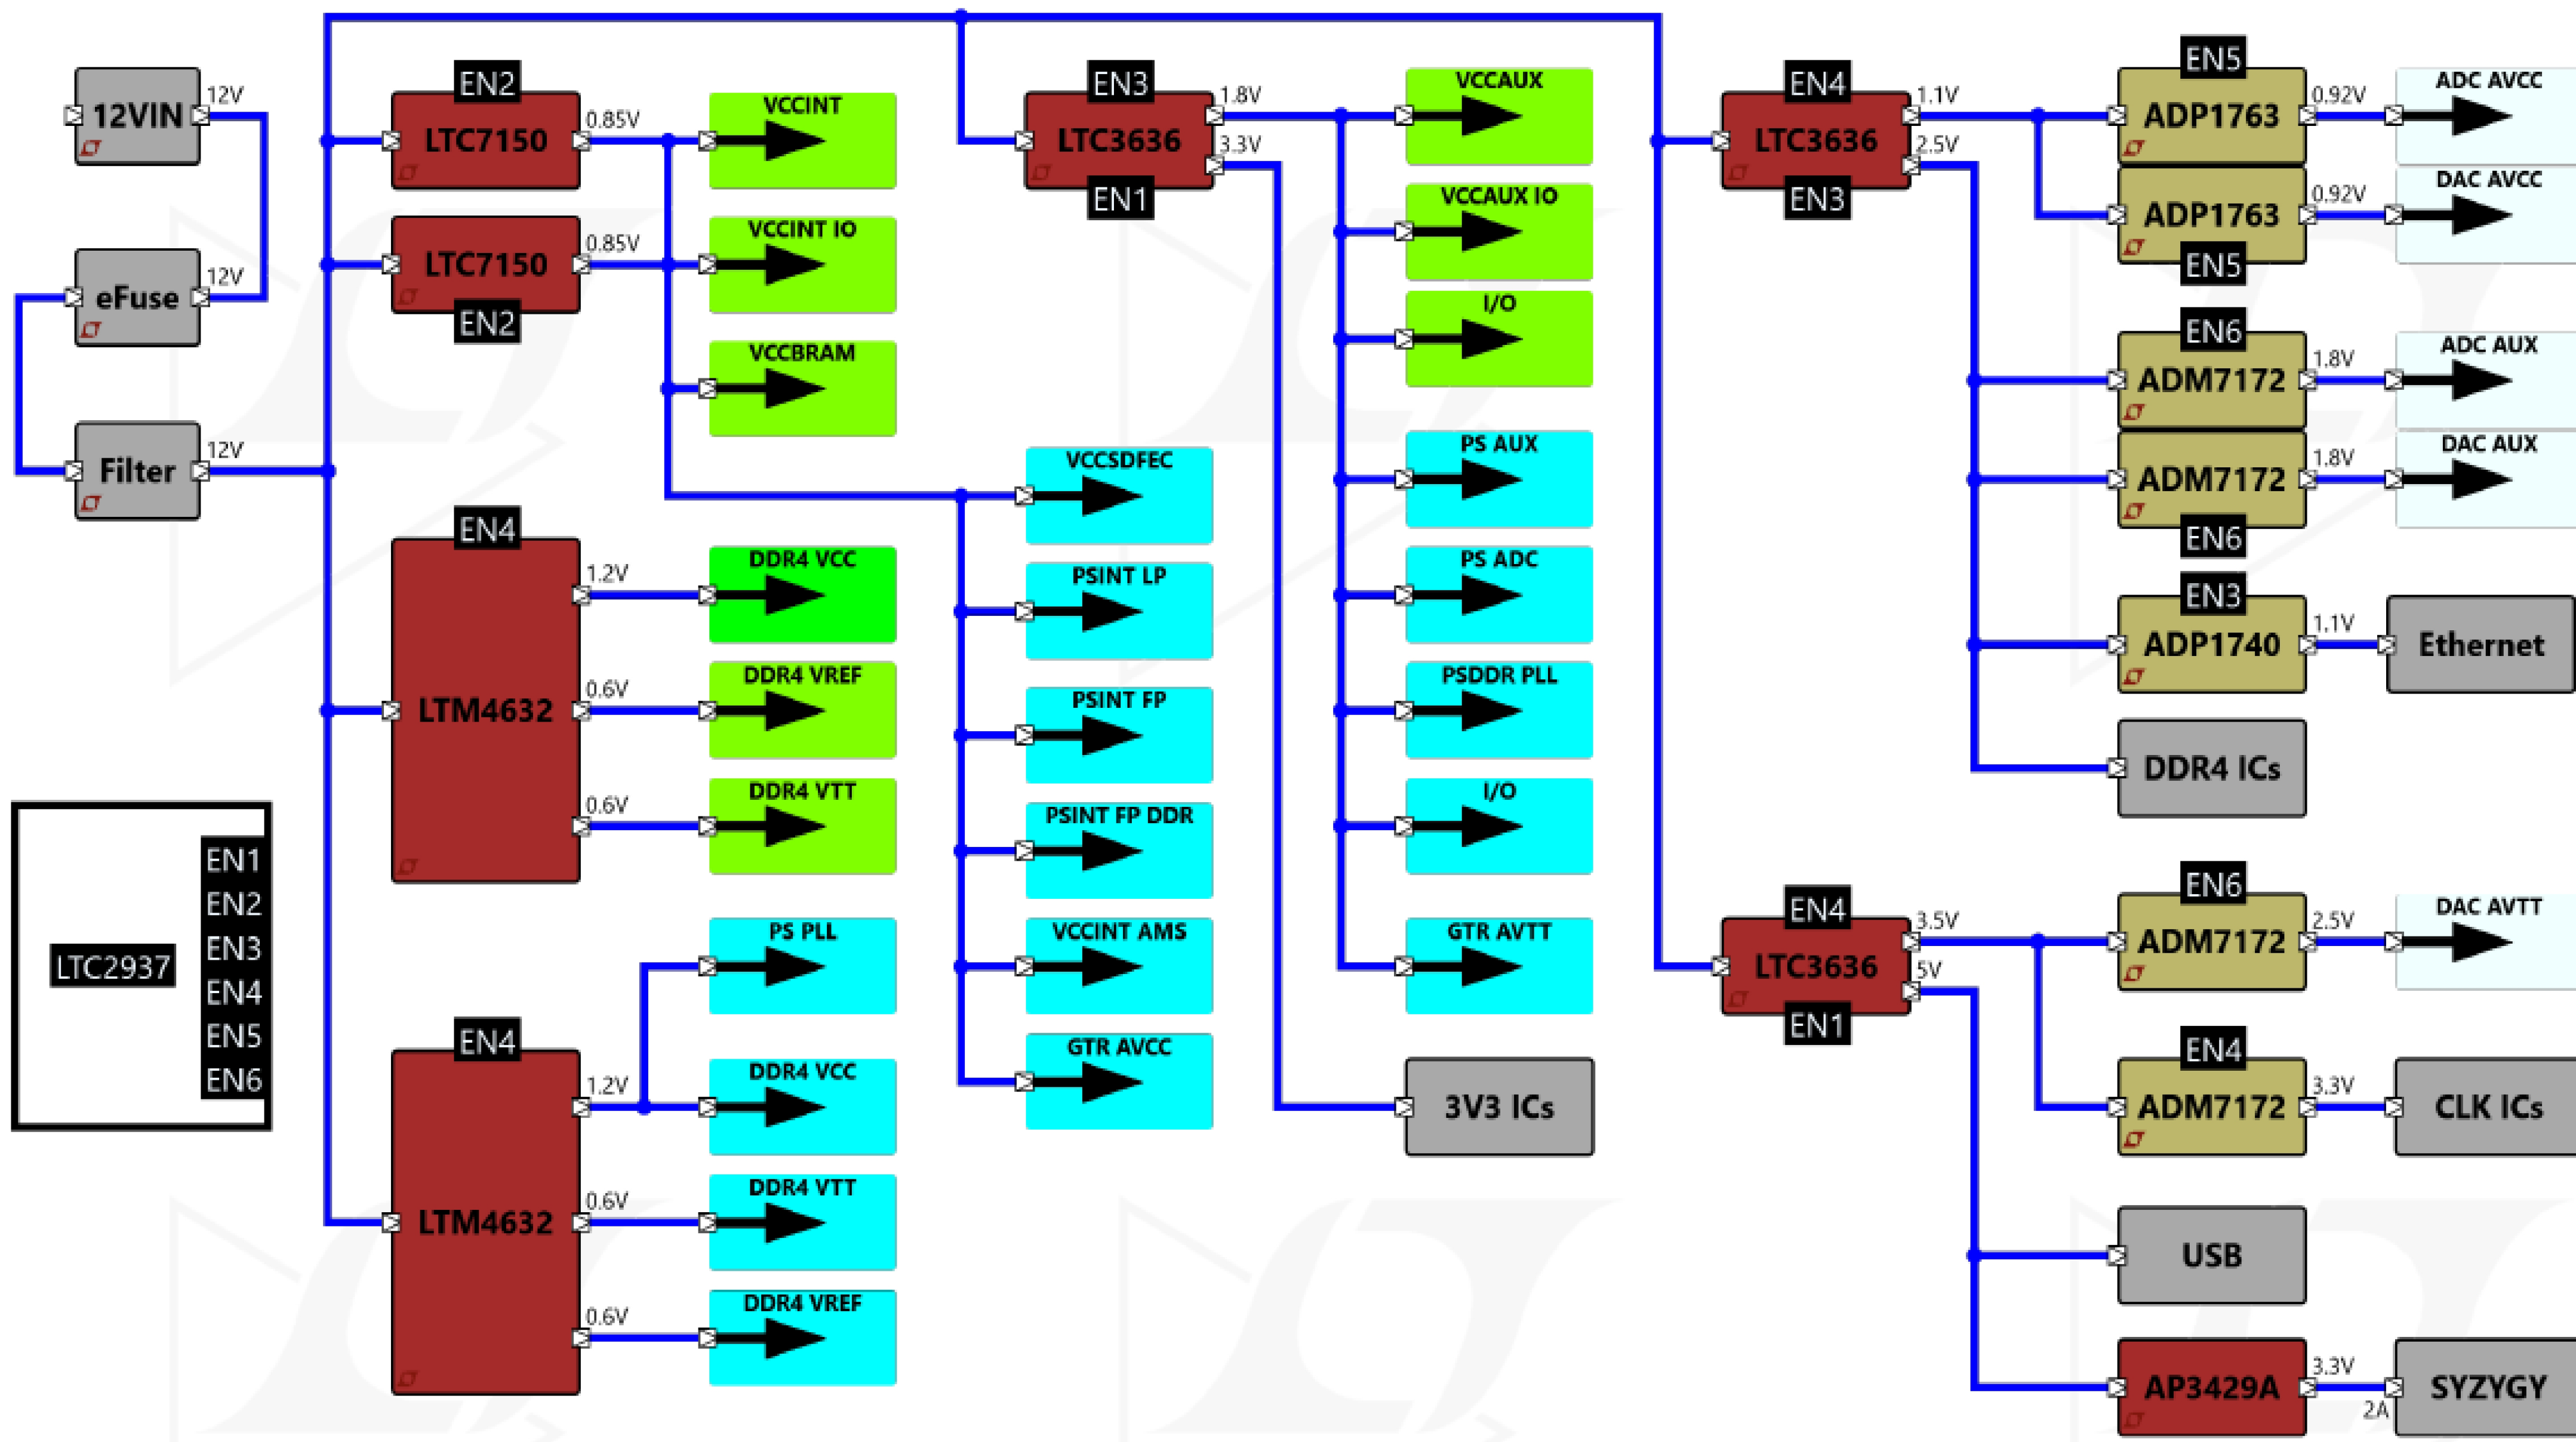 12VIN
12V
eFuse
12V
Filter
12V
LTC2937
EN1
EN2
EN3
EN4
EN5
EN6
EN2
LTC7150
0.85V
VCCINT
LTC7150
0.85V
EN2
VCCINT IO
VCCBRAM
EN4
LTM4632
1.2V
DDR4 VCC
0.6V
DDR4 VREF
0.6V
DDR4 VTT
PS PLL
EN4
LTM4632
1.2V
DDR4 VCC
0.6V
DDR4 VTT
0.6V
DDR4 VREF
EN3
LTC3636
EN1
1.8V
3.3V
VCCSDFEC
PSINT LP
PSINT FP
PSINT FP DDR
VCCINT AMS
GTR AVCC
VCCAUX
VCCAUX IO
I/O
PS AUX
PS ADC
PSDDR PLL
I/O
GTR AVTT
3V3 ICs
EN4
LTC3636
EN3
1.1V
2.5V
EN5
ADP1763
0.92V
ADC AVCC
ADP1763
EN5
0.92V
DAC AVCC
EN6
ADM7172
1.8V
ADC AUX
ADM7172
EN6
1.8V
DAC AUX
EN3
ADP1740
1.1V
Ethernet
DDR4 ICs
EN4
LTC3636
EN1
3.5V
5V
EN6
ADM7172
2.5V
DAC AVTT
EN4
ADM7172
3.3V
CLK ICs
USB
AP3429A
3.3V
2A
SYZYGY